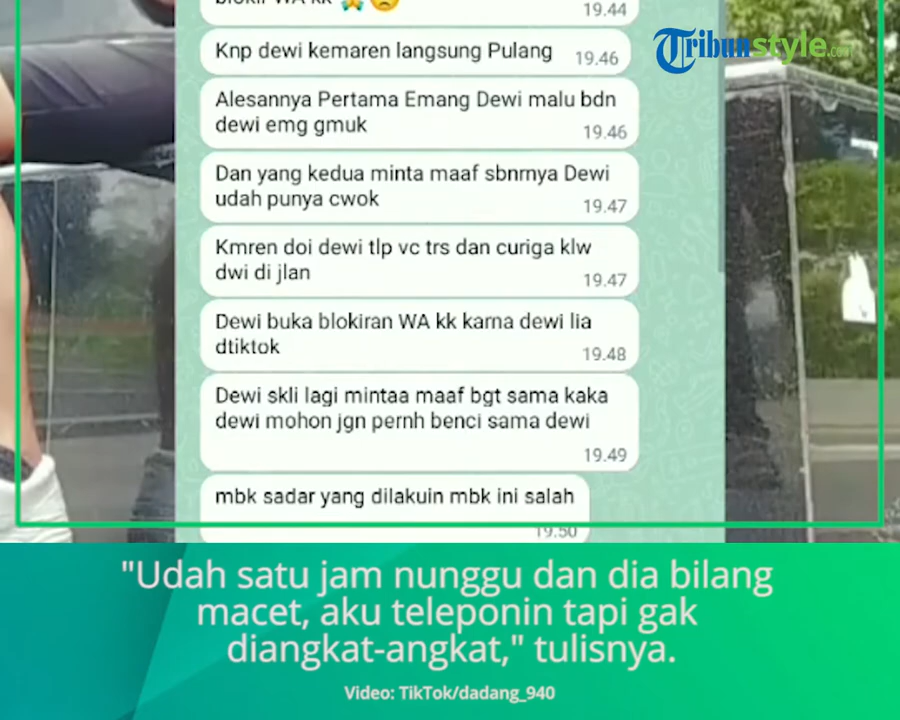 blokir WA kk 🙏😟
19.44
Tribunstyle.com
Knp dewi kemaren langsung Pulang
19.46
Alesannya Pertama Emang Dewi malu bdn
dewi emg gmuk
19.46
Dan yang kedua minta maaf sbnrnya Dewi
udah punya cwok
19.47
Kmren doi dewi tlp vc trs dan curiga klw
dwi di jlan
19.47
Dewi buka blokiran WA kk karna dewi lia
dtiktok
19.48
Dewi skli lagi mintaa maaf bgt sama kaka
dewi mohon jgn pernh benci sama dewi
19.49
mbk sadar yang dilakuin mbk ini salah
19.50
"Udah satu jam nunggu dan dia bilang
macet, aku teleponin tapi gak
diangkat-angkat," tulisnya.
Video: TikTok/dadang_940